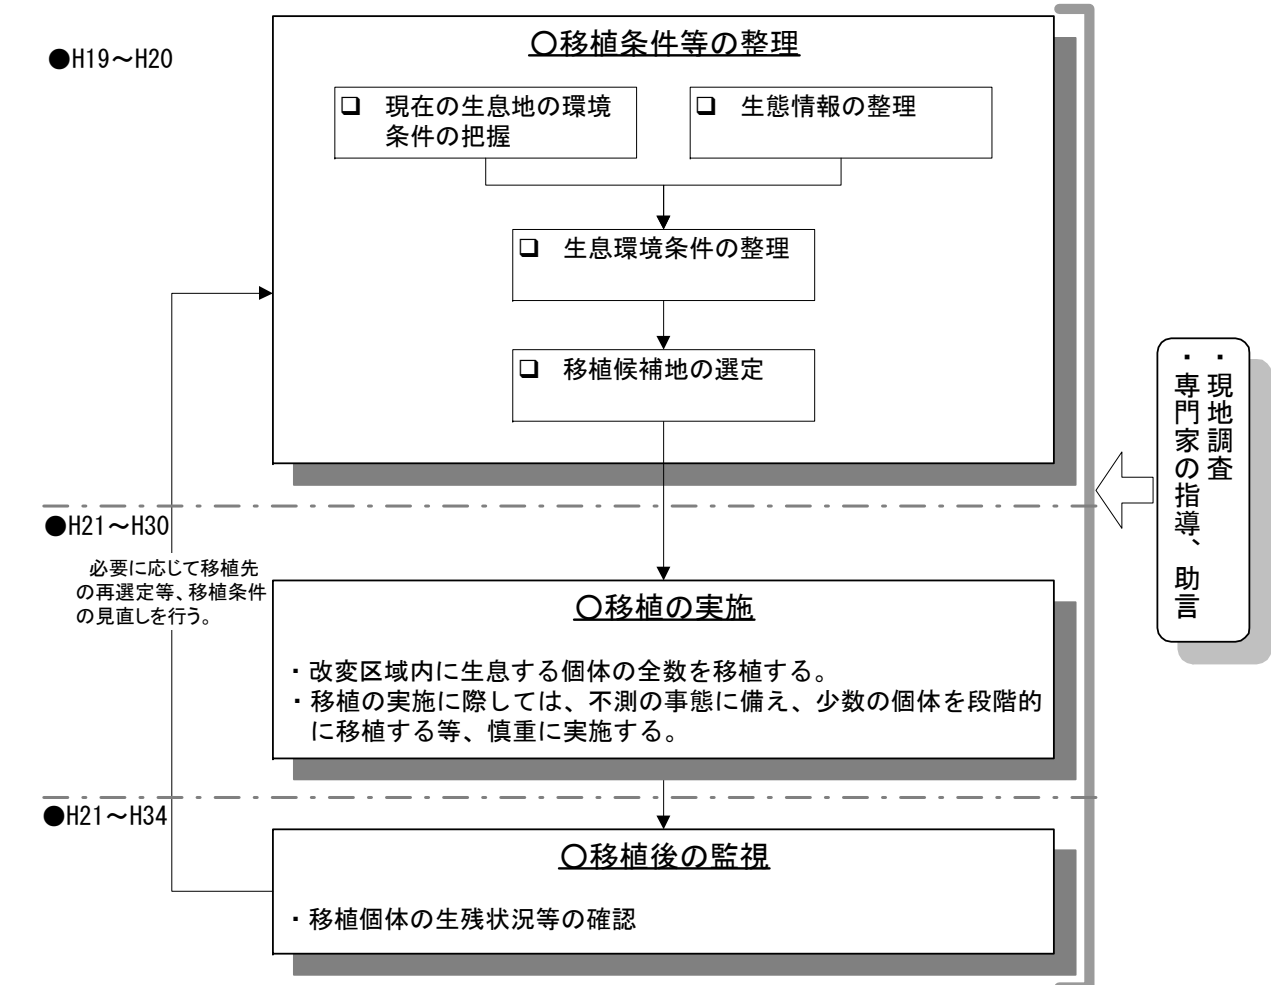 ●H19～H20
〇移植条件等の整理
❑ 現在の生息地の環境
条件の把握
❑ 生態情報の整理
❑ 生息環境条件の整理
❑ 移植候補地の選定
・現地調査
・専門家の指導、助言
●H21～H30
必要に応じて移植先
の再選定等、移植条件
の見直しを行う。
〇移植の実施
・改変区域内に生息する個体の全数を移植する。
・移植の実施に際しては、不測の事態に備え、少数の個体を段階的
に移植する等、慎重に実施する。
●H21～H34
〇移植後の監視
・移植個体の生残状況等の確認